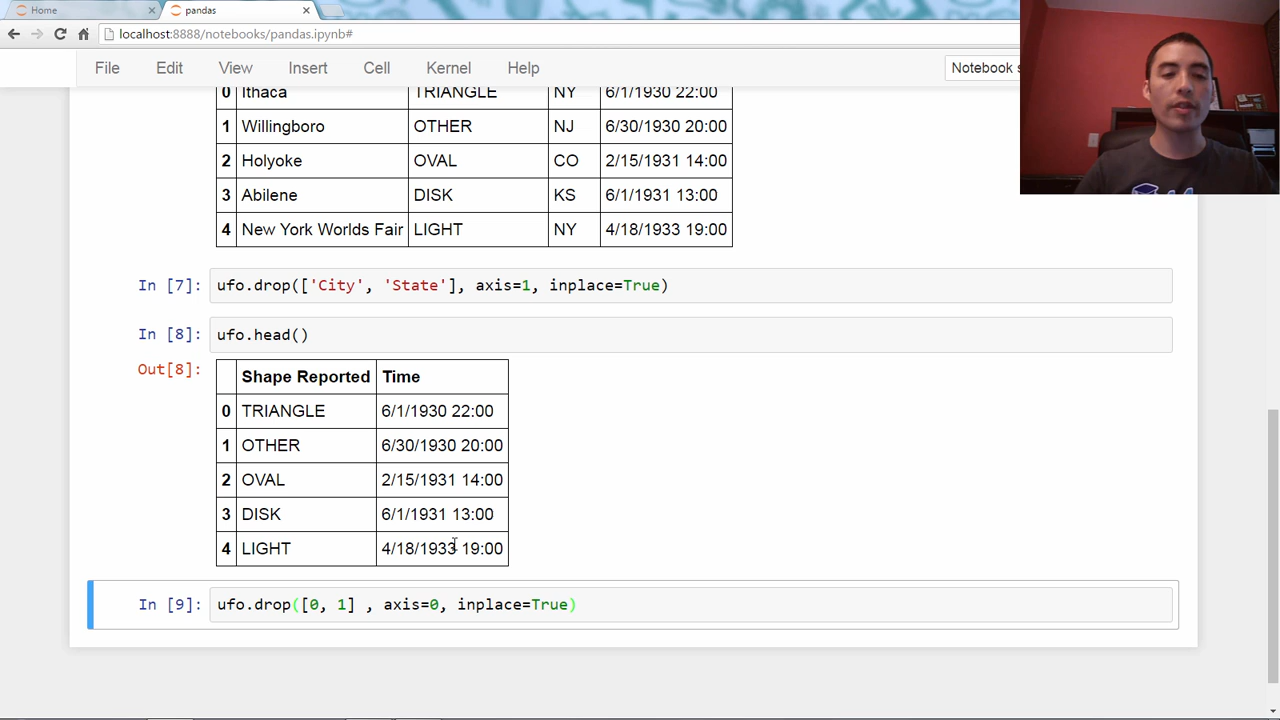 Home × pandas ×
localhost:8888/notebooks/pandas.ipynb#
File Edit View Insert Cell Kernel Help Notebook s
0 Ithaca TRIANGLE NY 6/1/1930 22:00
1 Willingboro OTHER NJ 6/30/1930 20:00
2 Holyoke OVAL CO 2/15/1931 14:00
3 Abilene DISK KS 6/1/1931 13:00
4 New York Worlds Fair LIGHT NY 4/18/1933 19:00
In [7]: ufo.drop(['City', 'State'], axis=1, inplace=True)
In [8]: ufo.head()
Out[8]:
Shape Reported Time
0 TRIANGLE 6/1/1930 22:00
1 OTHER 6/30/1930 20:00
2 OVAL 2/15/1931 14:00
3 DISK 6/1/1931 13:00
4 LIGHT 4/18/1933 19:00
In [9]: ufo.drop([0, 1] , axis=0, inplace=True)